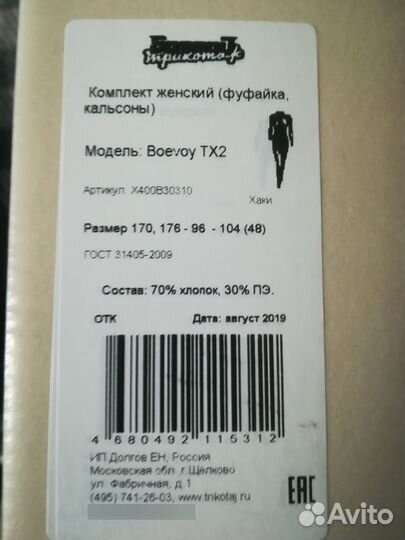 трикотаж
Комплект женский (фуфайка,
кальсоны)
Модель: Boevoy TX2
Артикул X400B30310
Хаки
Размер 170, 176 - 96 - 104 (48)
ГОСТ 31405-2009
Состав: 70% хлопок, 30% ПЭ.
ОТК Дата: август 2019
4 680492 115312
ИП Долгов ЕН, Россия
Московская обл ,г.Щелково
ул. Фабричная, д.1
(495) 741-26-03, www.trikotaj.ru
EAC
Avito